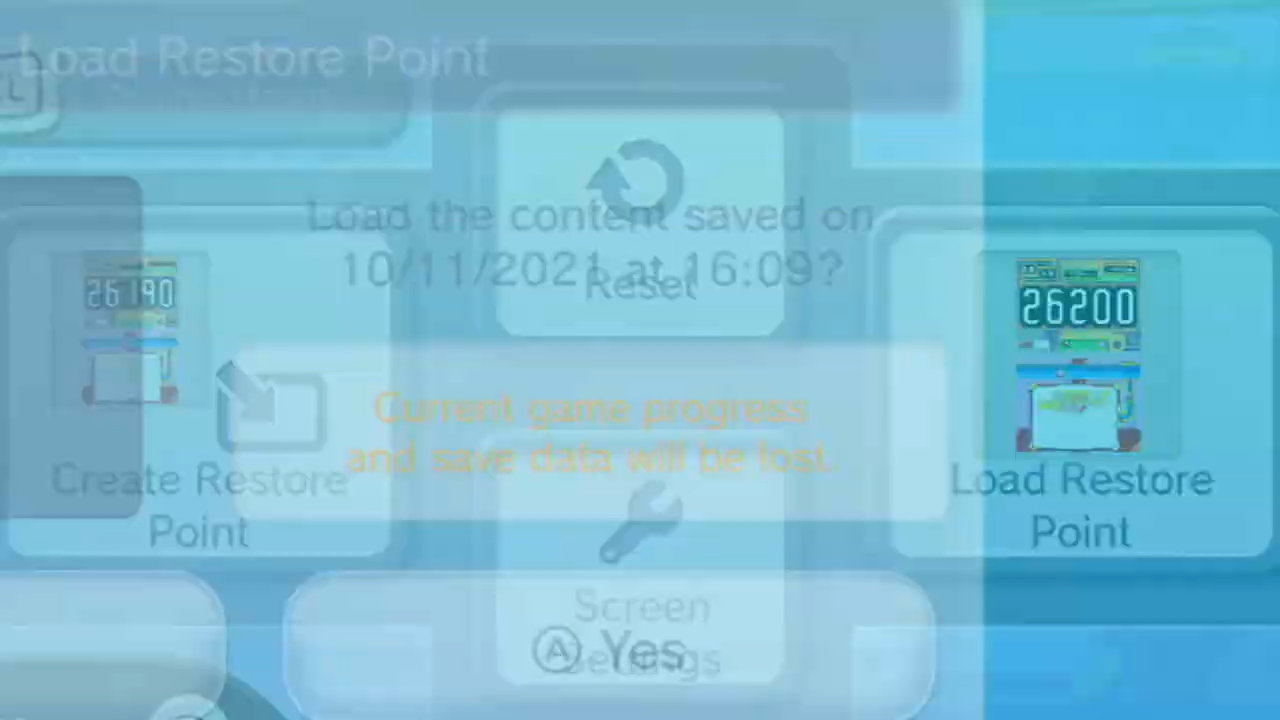 Load Restore Point
Load the content saved on
10/11/2021 at 16:09?
Reset
26190
26200
Current game progress
and save data will be lost.
Create Restore
Point
Load Restore
Point
Screen
Settings
A Yes